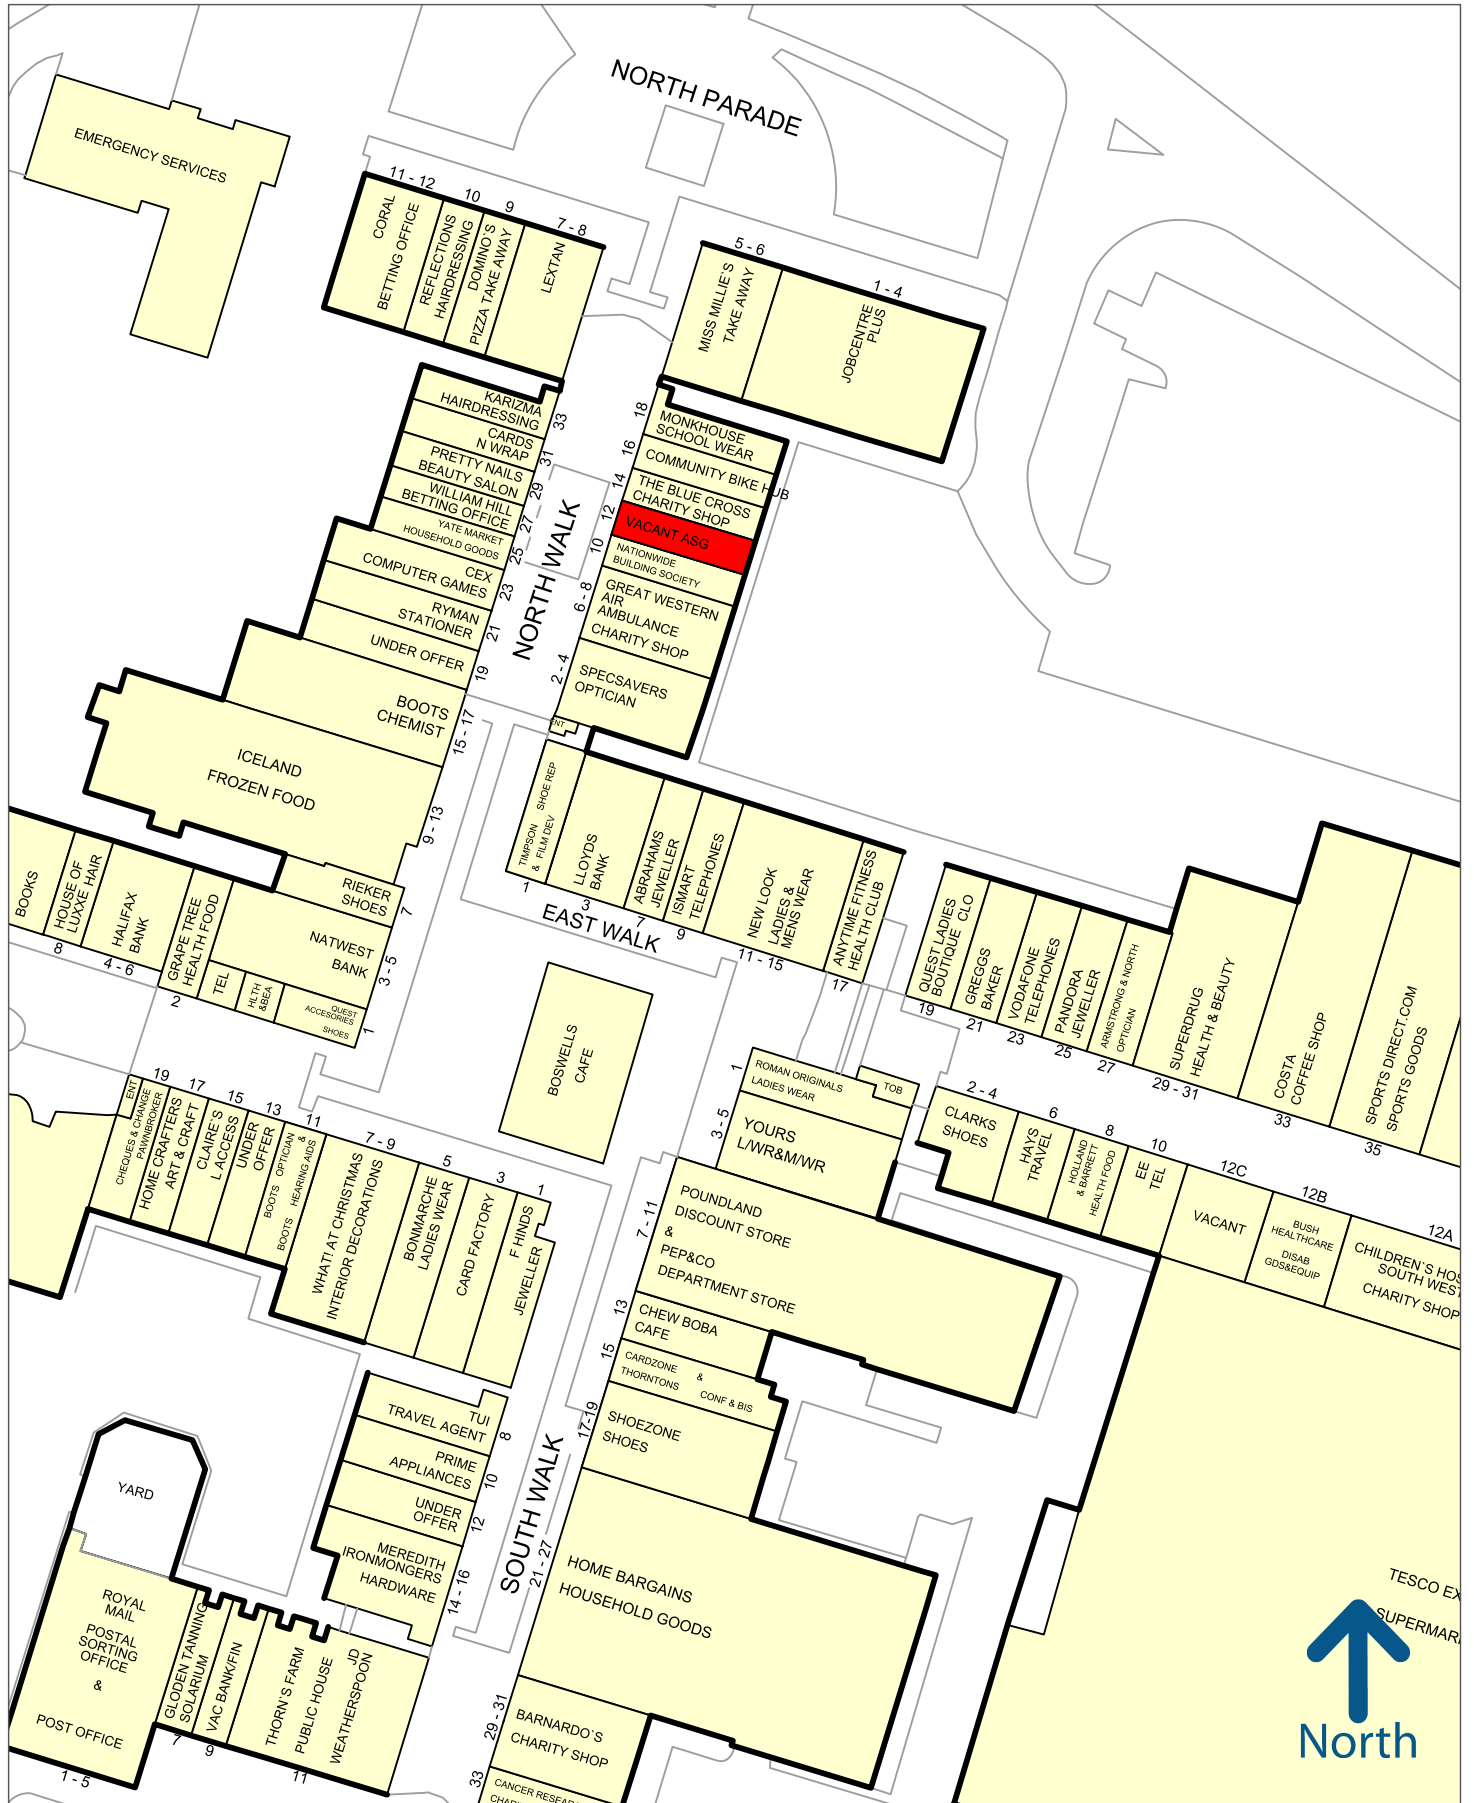 NORTH PARADE
EMERGENCY SERVICES
11 - 12
10
9
7 - 8
CORAL
BETTING OFFICE
REFLECTIONS
HAIRDRESSING
DOMINO`S
PIZZA TAKE AWAY
LEXTAN
5 - 6
1 - 4
MISS MILLIE`S
TAKE AWAY
JOBCENTRE
PLUS
KARIZMA
HAIRDRESSING
33
CARDS
N WRAP
31
PRETTY NAILS
BEAUTY SALON
29
WILLIAM HILL
BETTING OFFICE
27
YATE MARKET
HOUSEHOLD GOODS
25
CEX
COMPUTER GAMES
23
RYMAN
STATIONER
21
UNDER OFFER
19
BOOTS
CHEMIST
15 - 17
ICELAND
FROZEN FOOD
9 - 13
NORTH WALK
18
MONKHOUSE
SCHOOL WEAR
16
COMMUNITY BIKE HUB
14
THE BLUE CROSS
CHARITY SHOP
12
VACANT ASG
10
NATIONWIDE
BUILDING SOCIETY
6 - 8
GREAT WESTERN
AIR
AMBULANCE
CHARITY SHOP
2 - 4
SPECSAVERS
OPTICIAN
ENT
BOOKS
HOUSE OF
LUXXE HAIR
8
HALIFAX
BANK
4 - 6
GRAPE TREE
HEALTH FOOD
2
RIEKER
SHOES
7
NATWEST
BANK
3 - 5
TEL
HLTH
&BEA
QUEST
ACCESORIES
SHOES
1
TIMPSON SHOE REP
& FILM DEV
1
LLOYDS
BANK
3
ABRAHAMS
JEWELLER
7
ISMART
TELEPHONES
9
NEW LOOK
LADIES &
MENS WEAR
11 - 15
ANYTIME FITNESS
HEALTH CLUB
17
EAST WALK
QUEST LADIES
BOUTIQUE CLO
19
GREGGS
BAKER
21
VODAFONE
TELEPHONES
23
PANDORA
JEWELLER
25
ARMSTRONG & NORTH
OPTICIAN
27
SUPERDRUG
HEALTH & BEAUTY
29 - 31
COSTA
COFFEE SHOP
33
SPORTS DIRECT.COM
SPORTS GOODS
35
BOSWELLS
CAFE
1
ROMAN ORIGINALS
LADIES WEAR
TOB
3 - 5
YOURS
L/WR&M/WR
2 - 4
CLARKS
SHOES
6
HAYS
TRAVEL
8
HOLLAND
& BARRETT
HEALTH FOOD
10
EE
TEL
12C
VACANT
12B
BUSH
HEALTHCARE
DISAB
GDS&EQUIP
12A
CHILDREN`S HOS
SOUTH WEST
CHARITY SHOP
ENT
19
CHEQUES & CHANGE
PAWNBROKER
17
HOME CRAFTERS
ART & CRAFT
15
CLAIRE'S
L ACCESS
13
UNDER
OFFER
11
BOOTS OPTICIAN &
BOOTS HEARING AIDS
7 - 9
WHAT! AT CHRISTMAS
INTERIOR DECORATIONS
5
BONMARCHE
LADIES WEAR
3
CARD FACTORY
1
F HINDS
JEWELLER
7 - 11
POUNDLAND
DISCOUNT STORE
&
PEP&CO
DEPARTMENT STORE
13
CHEW BOBA
CAFE
15
CARDZONE &
THORNTONS CONF & BIS
17-19
SHOEZONE
SHOES
SOUTH WALK
TUI
TRAVEL AGENT
8
PRIME
APPLIANCES
10
UNDER
OFFER
12
MEREDITH
IRONMONGERS
HARDWARE
14 - 16
21 - 27
HOME BARGAINS
HOUSEHOLD GOODS
YARD
ROYAL
MAIL
POSTAL
SORTING
OFFICE
&
POST OFFICE
1 - 5
GLODEN TANNING
SOLARIUM
7
VAC BANK/FIN
9
THORN`S FARM
PUBLIC HOUSE
JD
WEATHERSPOON
11
29 - 31
BARNARDO`S
CHARITY SHOP
33
CANCER RESEARC
TESCO EX
SUPERMAR
North